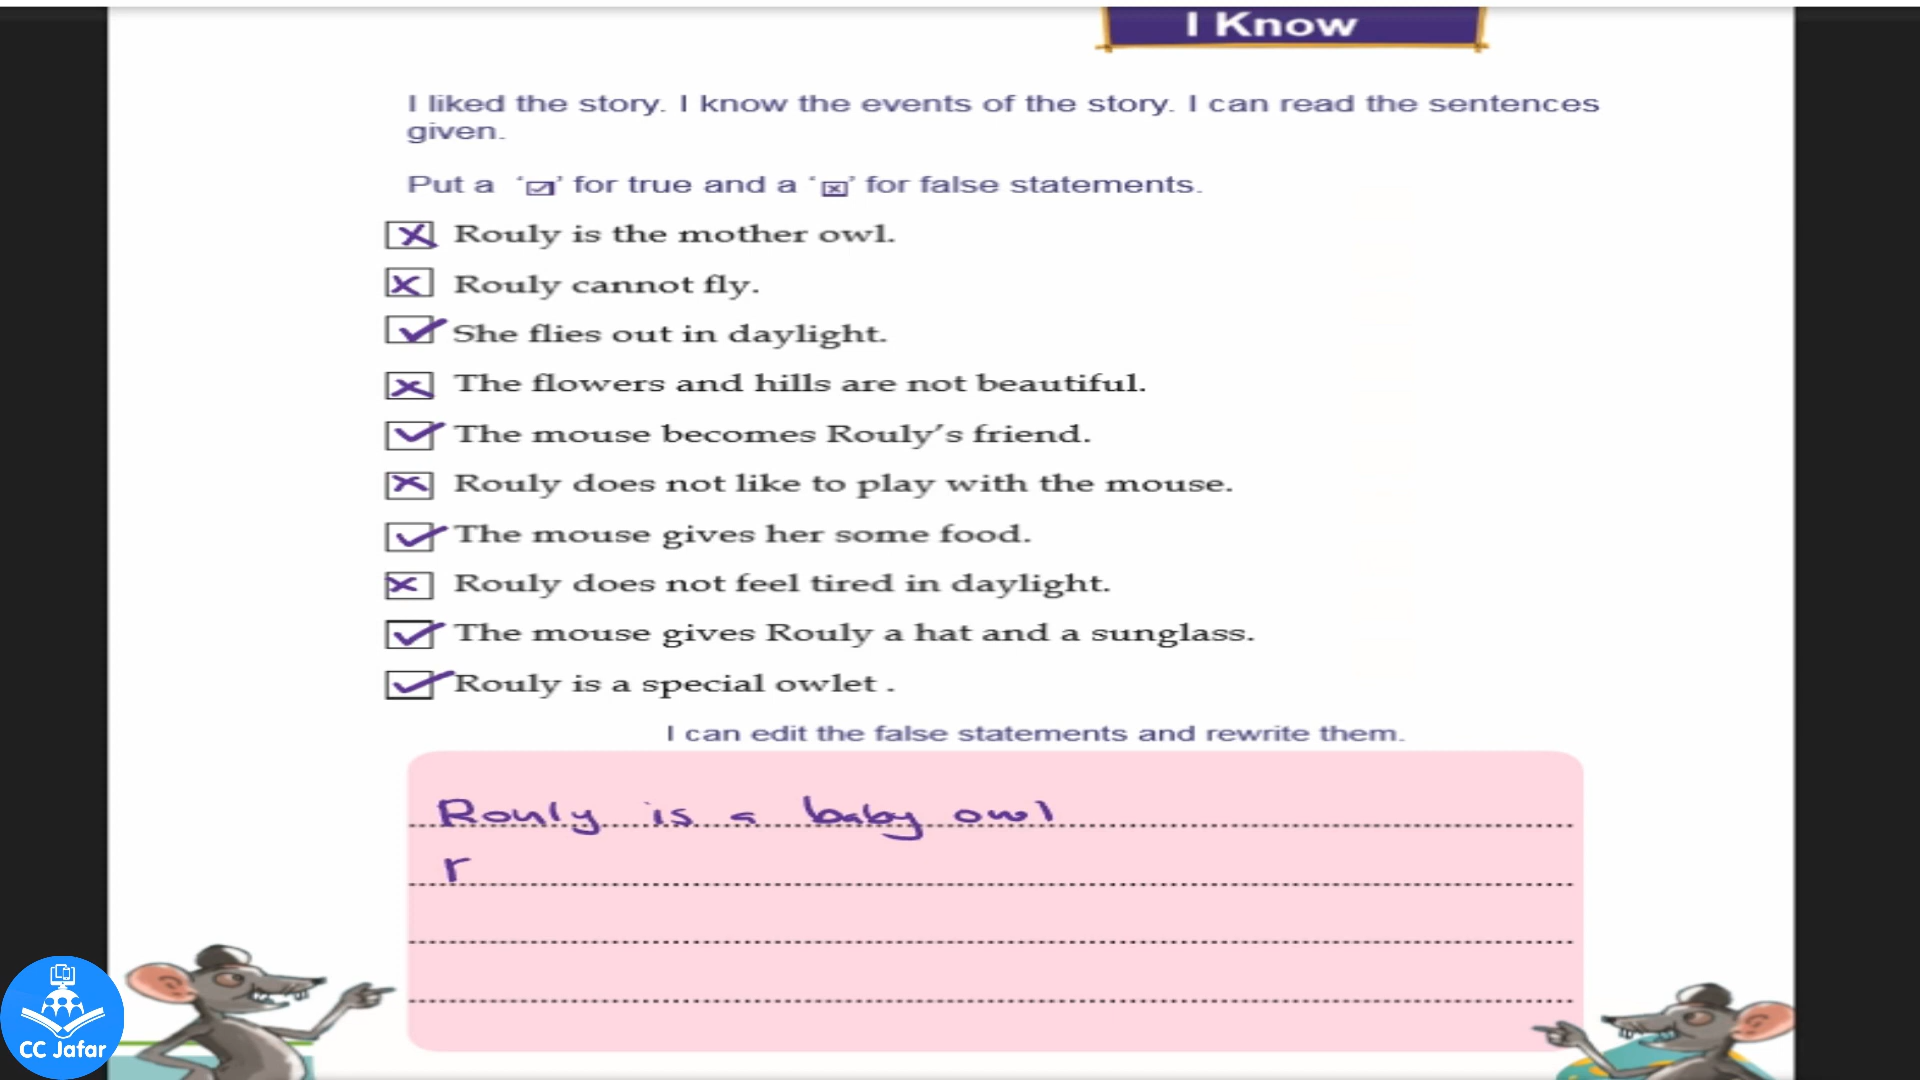 I Know
I liked the story. I know the events of the story. I can read the sentences
given.
Put a ‘☑’ for true and a ‘☒’ for false statements.
☒ Rouly is the mother owl.
☒ Rouly cannot fly.
☑ She flies out in daylight.
☒ The flowers and hills are not beautiful.
☑ The mouse becomes Rouly’s friend.
☒ Rouly does not like to play with the mouse.
☑ The mouse gives her some food.
☒ Rouly does not feel tired in daylight.
☑ The mouse gives Rouly a hat and a sunglass.
☑ Rouly is a special owlet .
I can edit the false statements and rewrite them.
Rouly is a baby owl
r
CC Jafar